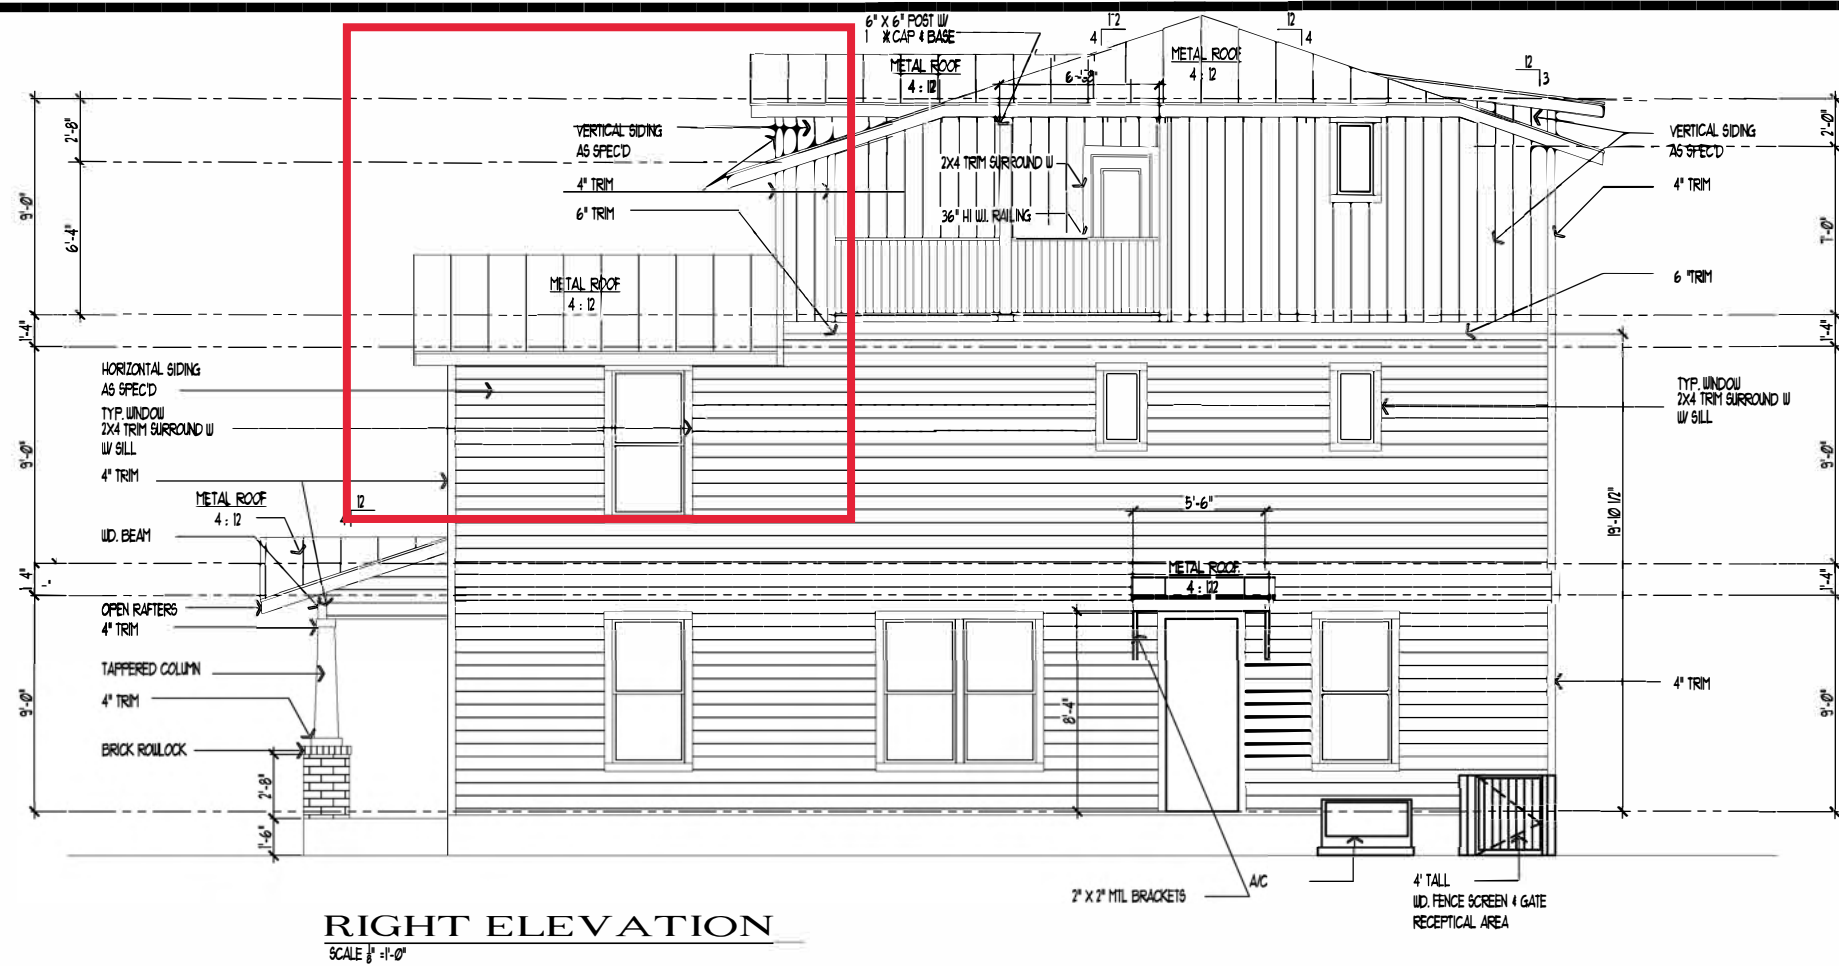 6" X 6" POST W/
1 X CAP & BASE
12
4
12
4
METAL ROOF
4 : 12
METAL ROOF
4 : 12
12
3
2'-8"
9'-0"
6'-4"
1'-4"
VERTICAL SIDING
AS SPEC'D
4" TRIM
6" TRIM
2X4 TRIM SURROUND W
36" HI W.I. RAILING
VERTICAL SIDING
AS SPEC'D
4" TRIM
6 "TRIM
2'-0"
7'-0"
1'-4"
METAL ROOF
4 : 12
HORIZONTAL SIDING
AS SPEC'D
TYP. WINDOW
2X4 TRIM SURROUND W
W/ SILL
4" TRIM
9'-0"
METAL ROOF
4 : 12
12
4
WD. BEAM
TYP. WINDOW
2X4 TRIM SURROUND W
W/ SILL
9'-0"
19'-10 1/2"
5'-6"
METAL ROOF
1'-4"
OPEN RAFTERS
4" TRIM
TAPPERED COLUMN
4" TRIM
BRICK ROWLOCK
9'-0"
2'-8"
1'-6"
8'-4"
4" TRIM
9'-0"
2" X 2" MTL BRACKETS
A/C
4' TALL
WD. FENCE SCREEN & GATE
RECEPTICAL AREA
RIGHT ELEVATION
SCALE 1/8" =1'-0"